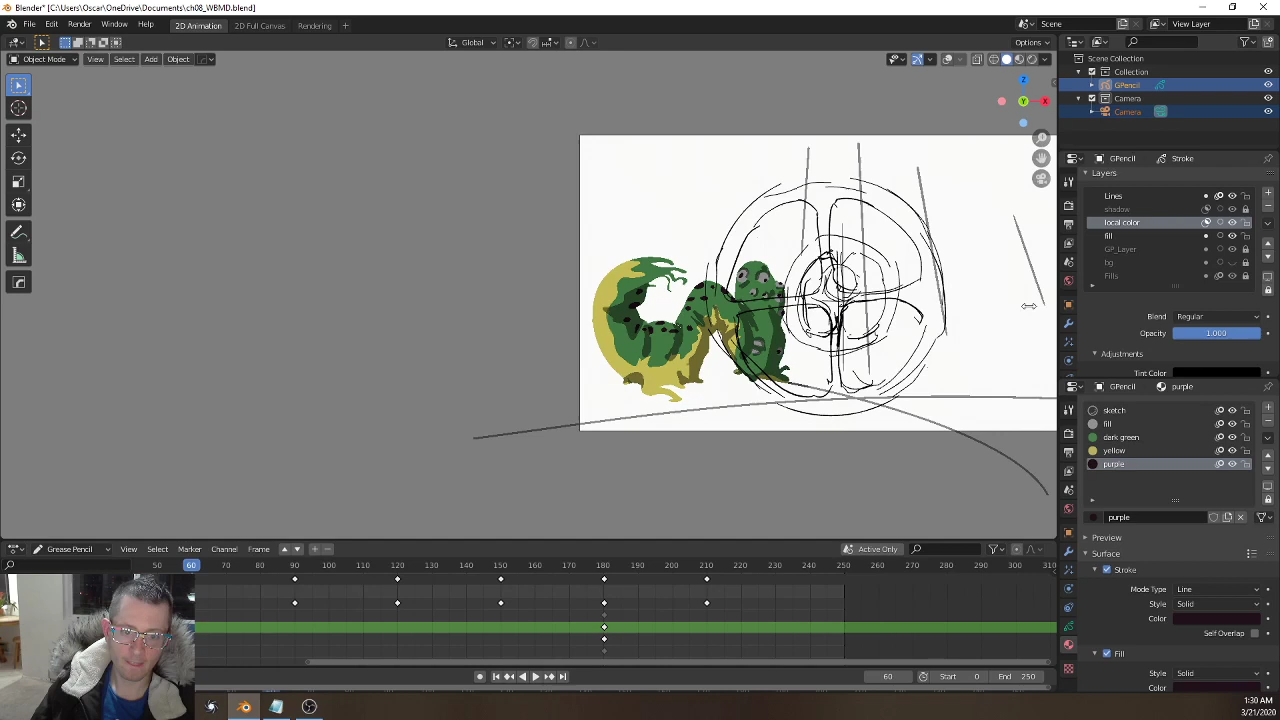 Blender* [C:\Users\Oscar\OneDrive\Documents\ch08_WBMD.blend]
File Edit Render Window Help 2D Animation 2D Full Canvas Rendering + Scene View Layer
Global Options
Object Mode View Select Add Object
Z
Y X
Scene Collection
Collection
GPencil
Camera
Camera
GPencil Stroke
Layers
Lines
shadow
local color
fill
GP_Layer
bg
Fills
Blend Regular
Opacity 1.000
Adjustments
Tint Color
GPencil purple
sketch
fill
dark green
yellow
purple
purple
Preview
Surface
Stroke
Mode Type Line
Style Solid
Color
Self Overlap
Fill
Style Solid
Color
Grease Pencil View Select Marker Channel Frame Active Only
50 60 70 80 90 100 110 120 130 140 150 160 170 180 190 200 210 220 230 240 250 260 270 280 290 300 310
60 Start 0 End 250
1:30 AM
3/21/2020